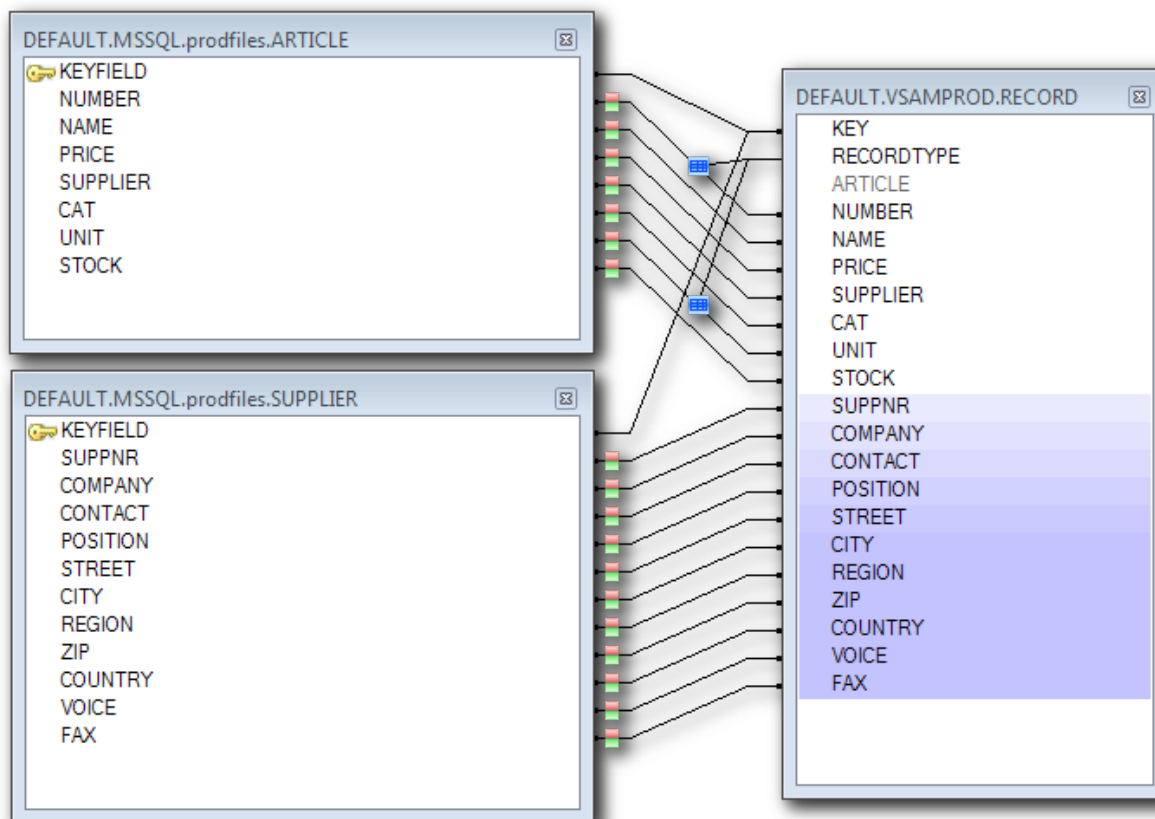 DEFAULT.MSSQL.prodfiles.ARTICLE
KEYFIELD
NUMBER
NAME
PRICE
SUPPLIER
CAT
UNIT
STOCK
DEFAULT.MSSQL.prodfiles.SUPPLIER
KEYFIELD
SUPPNR
COMPANY
CONTACT
POSITION
STREET
CITY
REGION
ZIP
COUNTRY
VOICE
FAX
DEFAULT.VSAMPROD.RECORD
KEY
RECORDTYPE
ARTICLE
NUMBER
NAME
PRICE
SUPPLIER
CAT
UNIT
STOCK
SUPPNR
COMPANY
CONTACT
POSITION
STREET
CITY
REGION
ZIP
COUNTRY
VOICE
FAX